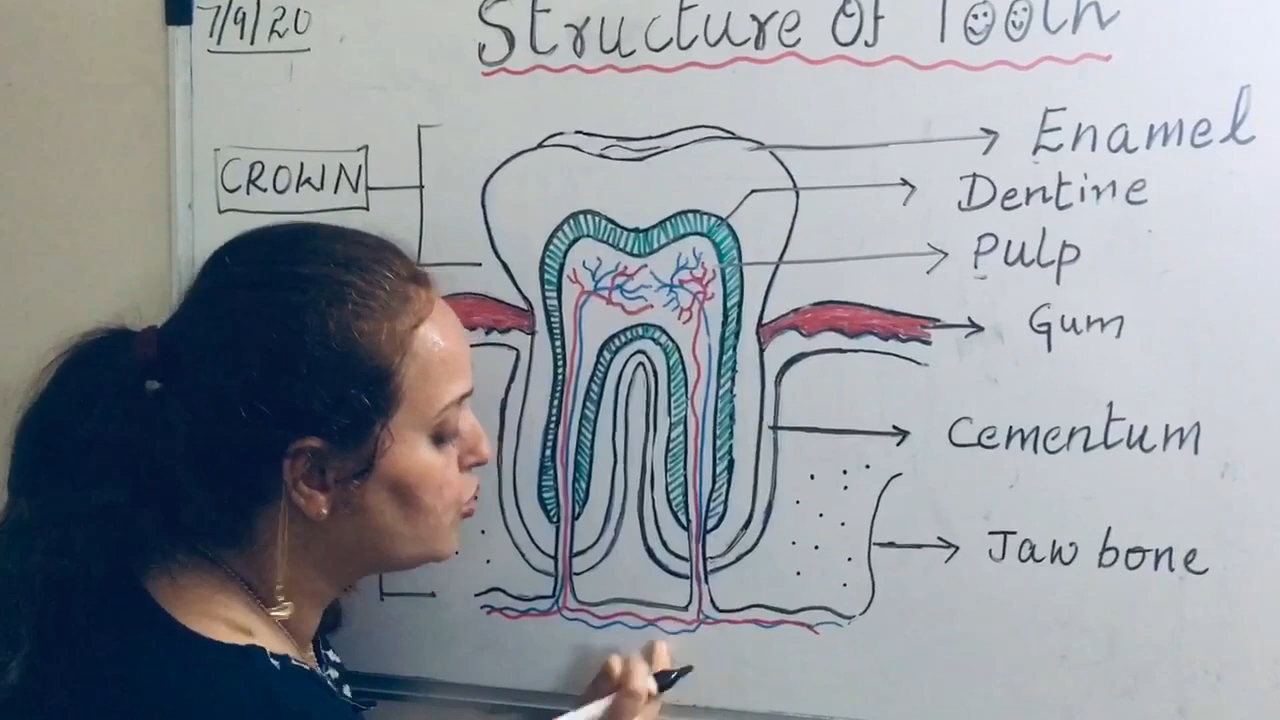 7/9/20
Structure Of Tooth
CROWN
Enamel
Dentine
Pulp
Gum
Cementum
Jaw bone